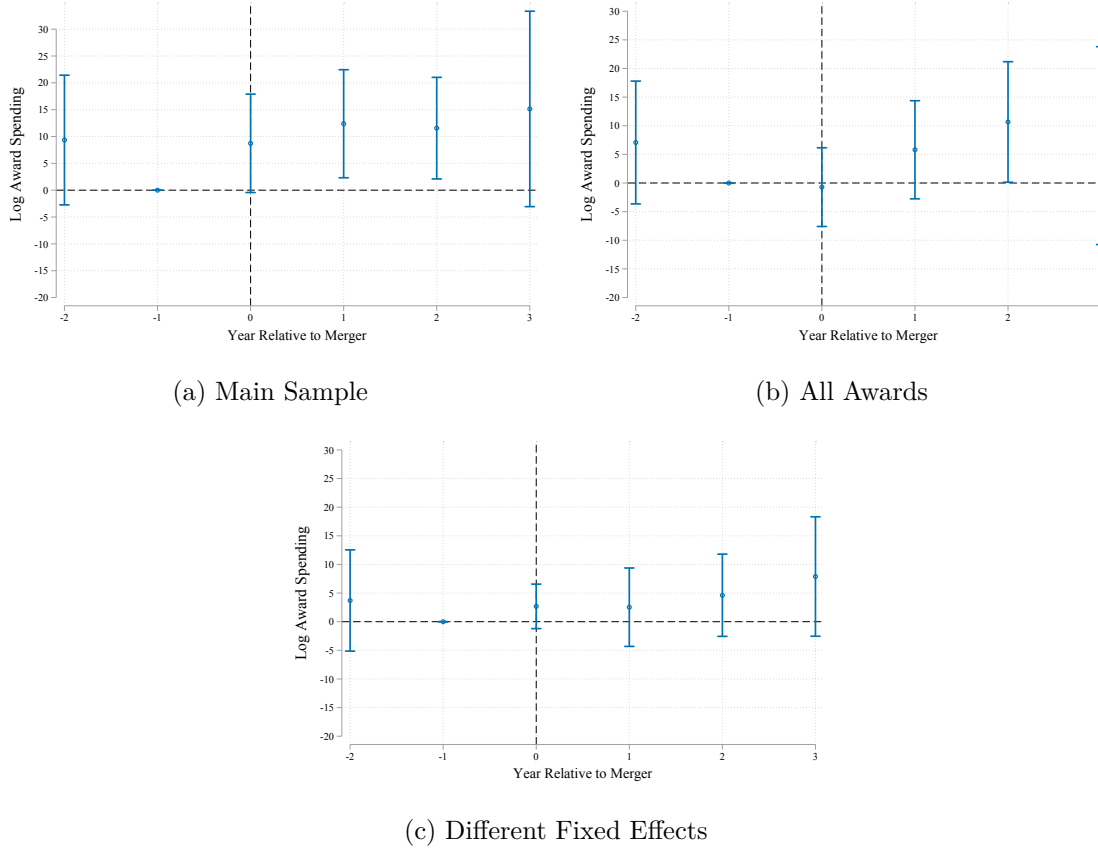 30
25
20
15
10
5
0
-5
-10
-15
-20
Log Award Spending
-2 -1 0 1 2 3
Year Relative to Merger
(a) Main Sample
30
25
20
15
10
5
0
-5
-10
-15
-20
Log Award Spending
-2 -1 0 1 2
Year Relative to Merger
(b) All Awards
30
25
20
15
10
5
0
-5
-10
-15
-20
Log Award Spending
-2 -1 0 1 2 3
Year Relative to Merger
(c) Different Fixed Effects